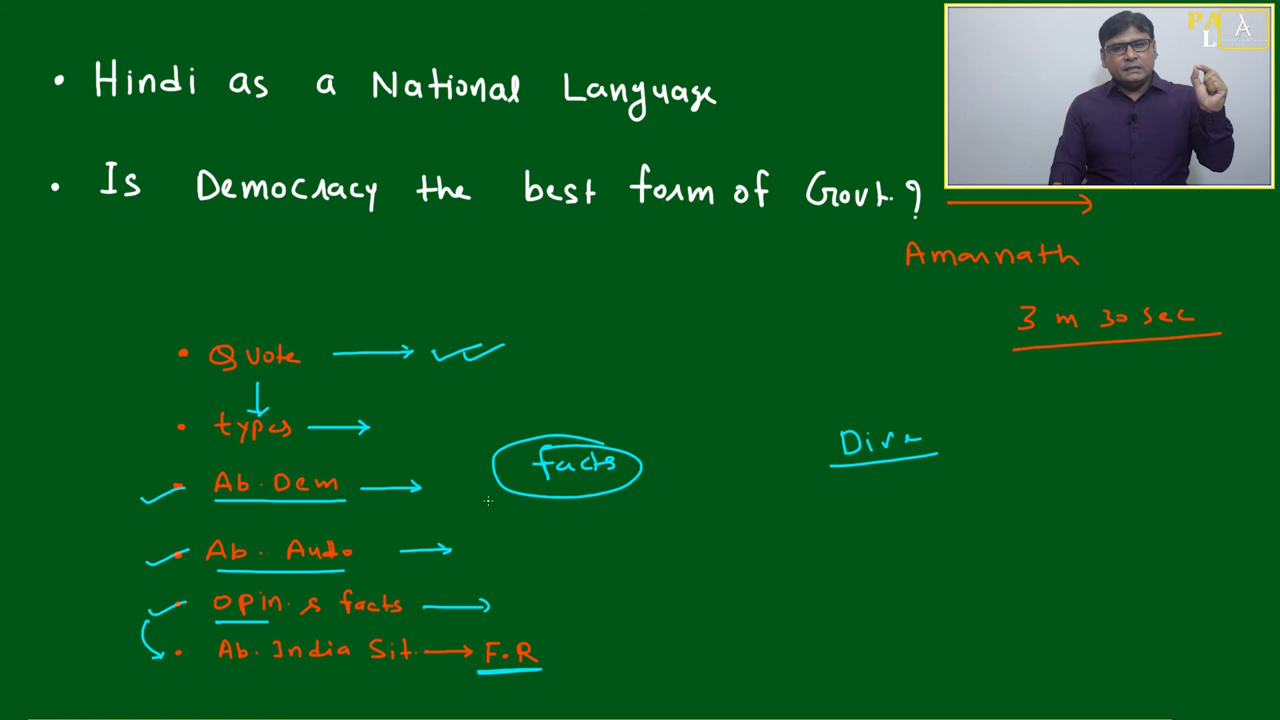 PA
L A
• Hindi as a National Language
• Is Democracy the best form of Govt.?
Amarnath
3 m 30 sec
• Quote
• types
• Ab. Dem
• Ab. Auto
• opin. & facts
• Ab. India Sit. F.R
facts